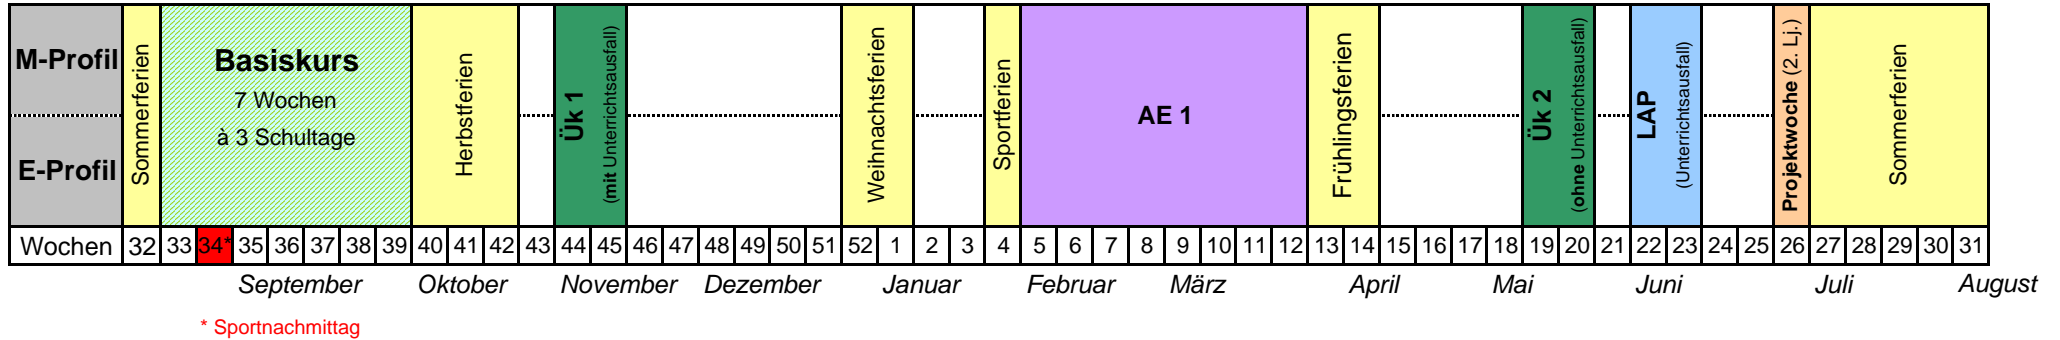 M-Profil
E-Profil
Sommerferien
Basiskurs
7 Wochen
à 3 Schultage
Herbstferien
Ük 1
(mit Unterrichtsausfall)
Weihnachtsferien
Sportferien
AE 1
Frühlingsferien
Ük 2
(ohne Unterrichtsausfall)
LAP
(Unterrichtsausfall)
Projektwoche (2. Lj.)
Sommerferien
Wochen 32 33 34* 35 36 37 38 39 40 41 42 43 44 45 46 47 48 49 50 51 52 1 2 3 4 5 6 7 8 9 10 11 12 13 14 15 16 17 18 19 20 21 22 23 24 25 26 27 28 29 30 31
September Oktober November Dezember Januar Februar März April Mai Juni Juli August
* Sportnachmittag